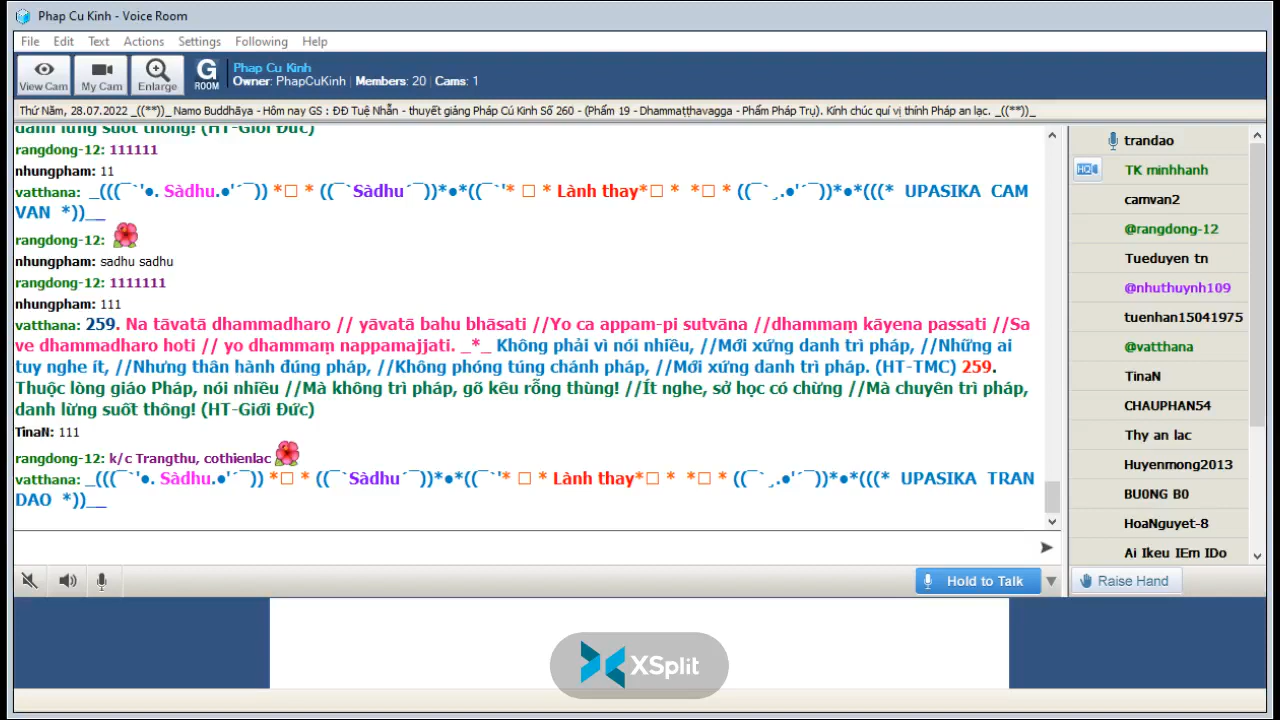 Phap Cu Kinh - Voice Room
File Edit Text Actions Settings Following Help
View Cam My Cam Enlarge G ROOM Phap Cu Kinh
Owner: PhapCuKinh | Members: 20 | Cams: 1
Thứ Năm, 28.07.2022 _((**))_ Namo Buddhāya - Hôm nay GS : ĐĐ Tuệ Nhẫn - thuyết giảng Pháp Cú Kinh Số 260 - (Phẩm 19 - Dhammaṭṭhavagga - Phẩm Pháp Trụ). Kính chúc quí vị thính Pháp an lạc. _((**))_
danh lừng suốt thông! (HT-Giới Đức)
rangdong-12: 111111
nhungpham: 11
vatthana: _(((¯`'●. Sàdhu.●'´¯)) *□ * ((¯`Sàdhu´¯))*●*((¯`'* □ * Lành thay*□ * *□ * ((¯`¸.●'´¯))*●*(((* UPASIKA CAM
VAN *))__
rangdong-12:
nhungpham: sadhu sadhu
rangdong-12: 1111111
nhungpham: 111
vatthana: 259. Na tāvatā dhammadharo // yāvatā bahu bhāsati //Yo ca appam-pi sutvāna //dhammaṃ kāyena passati //Sa
ve dhammadharo hoti // yo dhammaṃ nappamajjati. _*_ Không phải vì nói nhiều, //Mới xứng danh trì pháp, //Những ai
tuy nghe ít, //Nhưng thân hành đúng pháp, //Không phóng túng chánh pháp, //Mới xứng danh trì pháp. (HT-TMC) 259.
Thuộc lòng giáo Pháp, nói nhiều //Mà không trì pháp, gõ kêu rỗng thùng! //Ít nghe, sở học có chừng //Mà chuyên trì pháp,
danh lừng suốt thông! (HT-Giới Đức)
TinaN: 111
rangdong-12: k/c Trangthu, cothienlac
vatthana: _(((¯`'●. Sàdhu.●'´¯)) *□ * ((¯`Sàdhu´¯))*●*((¯`'* □ * Lành thay*□ * *□ * ((¯`¸.●'´¯))*●*(((* UPASIKA TRAN
DAO *))__
trandao
HQ TK minhhanh
camvan2
@rangdong-12
Tueduyen tn
@nhuthuynh109
tuenhan15041975
@vatthana
TinaN
CHAUPHAN54
Thy an lac
Huyenmong2013
BU0NG B0
HoaNguyet-8
Ai Ikeu IEm IDo
Hold to Talk
Raise Hand
XSplit